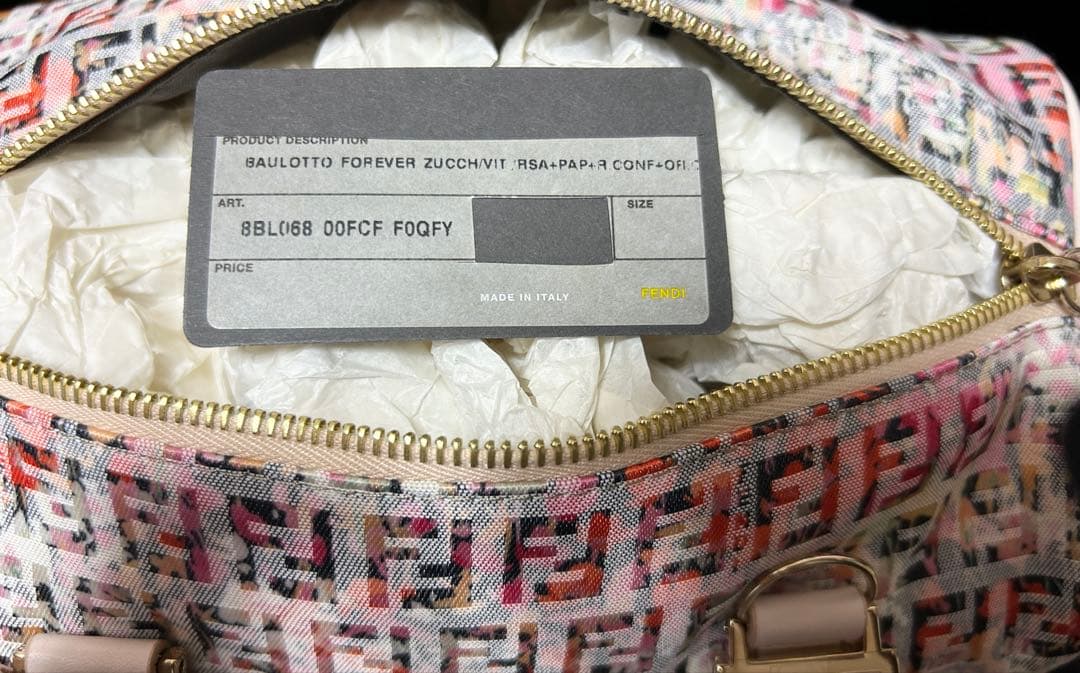 PRODUCT DESCRIPTION
BAULOTTO FOREVER ZUCCH/VIT RSA+PAP+R CONF+ORL
ART.
8BL068 00FCF F0QFY
SIZE
PRICE
MADE IN ITALY
FENDI